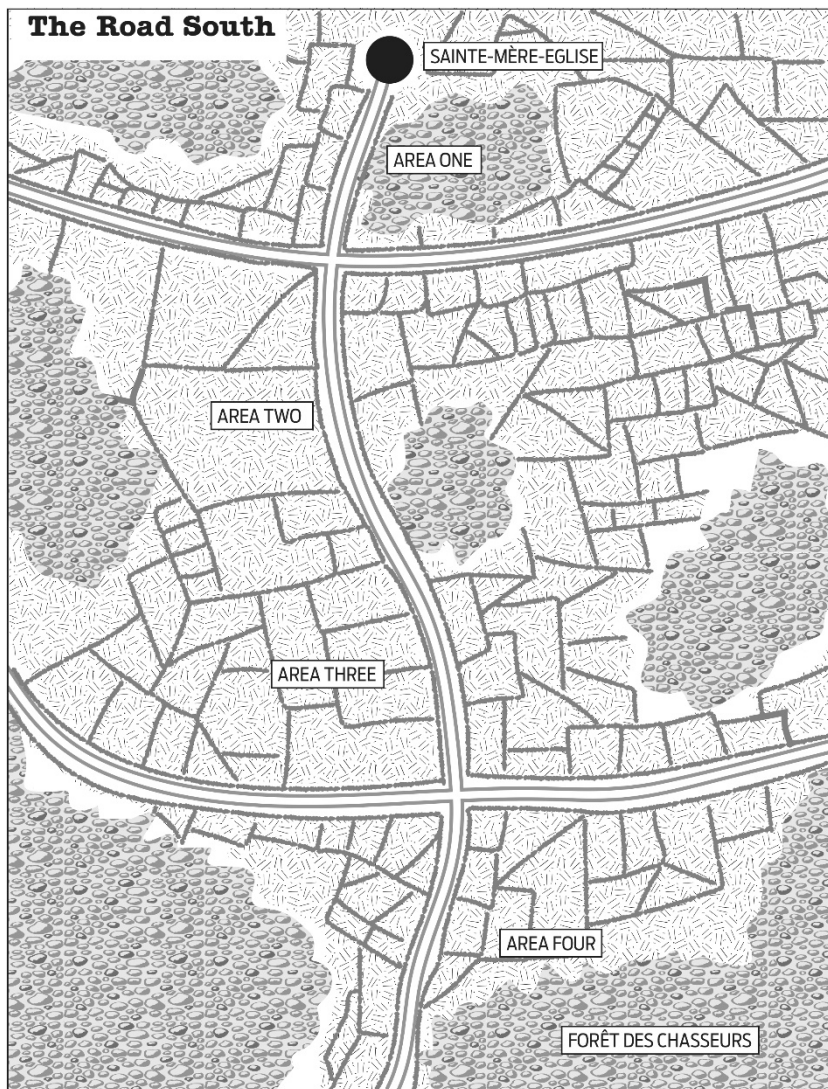 The Road South
SAINTE-MÈRE-EGLISE
AREA ONE
AREA TWO
AREA THREE
AREA FOUR
FORÊT DES CHASSEURS